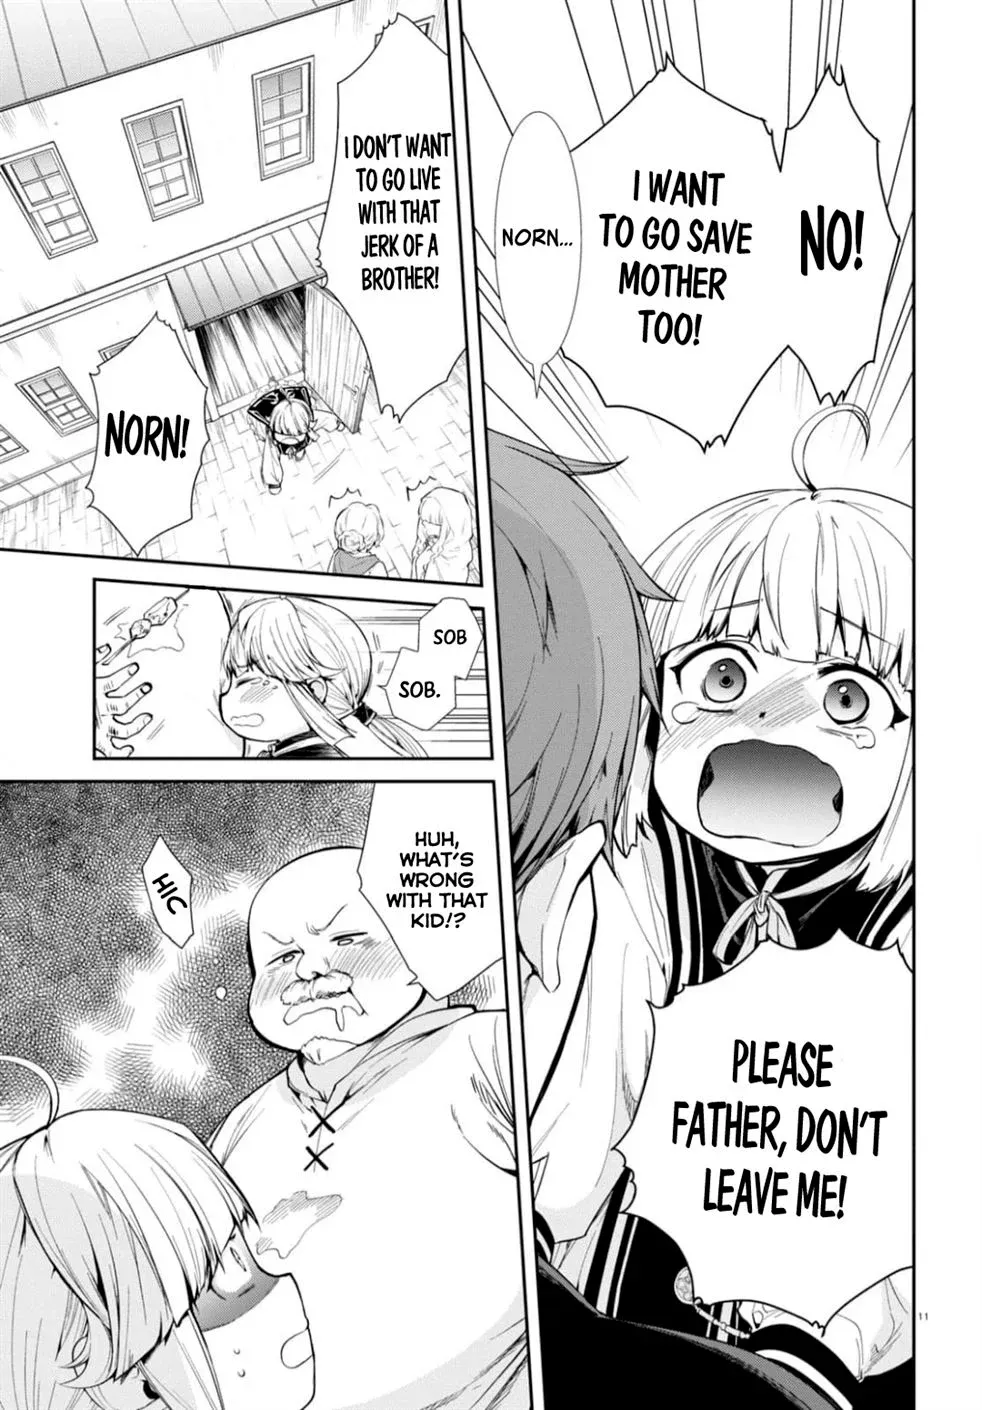 NO!
I WANT
TO GO SAVE
MOTHER
TOO!
NORN...
PLEASE
FATHER, DON'T
LEAVE ME!
I DON'T WANT
TO GO LIVE
WITH THAT
JERK OF A
BROTHER!
NORN!
SOB
SOB.
HUH,
WHAT'S
WRONG
WITH THAT
KID!?
HIC
11